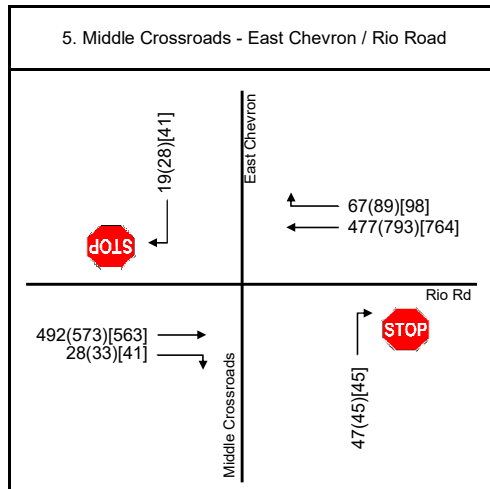 5. Middle Crossroads - East Chevron / Rio Road
19(28)[41]
East Chevron
67(89)[98]
477(793)[764]
STOP
Rio Rd
492(573)[563]
28(33)[41]
STOP
Middle Crossroads
47(45)[45]